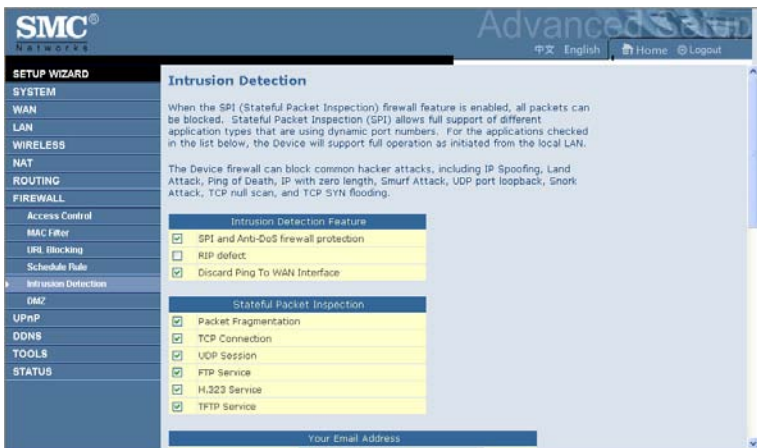 SMC®
Networks
Advanced Setup
中文 English Home Logout
SETUP WIZARD
SYSTEM
WAN
LAN
WIRELESS
NAT
ROUTING
FIREWALL
Access Control
MAC Filter
URL Blocking
Schedule Rule
Intrusion Detection
DMZ
UPnP
DDNS
TOOLS
STATUS
Intrusion Detection
When the SPI (Stateful Packet Inspection) firewall feature is enabled, all packets can
be blocked. Stateful Packet Inspection (SPI) allows full support of different
application types that are using dynamic port numbers. For the applications checked
in the list below, the Device will support full operation as initiated from the local LAN.
The Device firewall can block common hacker attacks, including IP Spoofing, Land
Attack, Ping of Death, IP with zero length, Smurf Attack, UDP port loopback, Snork
Attack, TCP null scan, and TCP SYN flooding.
Intrusion Detection Feature
SPI and Anti-DoS firewall protection
RIP defect
Discard Ping To WAN Interface
Stateful Packet Inspection
Packet Fragmentation
TCP Connection
UDP Session
FTP Service
H.323 Service
TFTP Service
Your Email Address